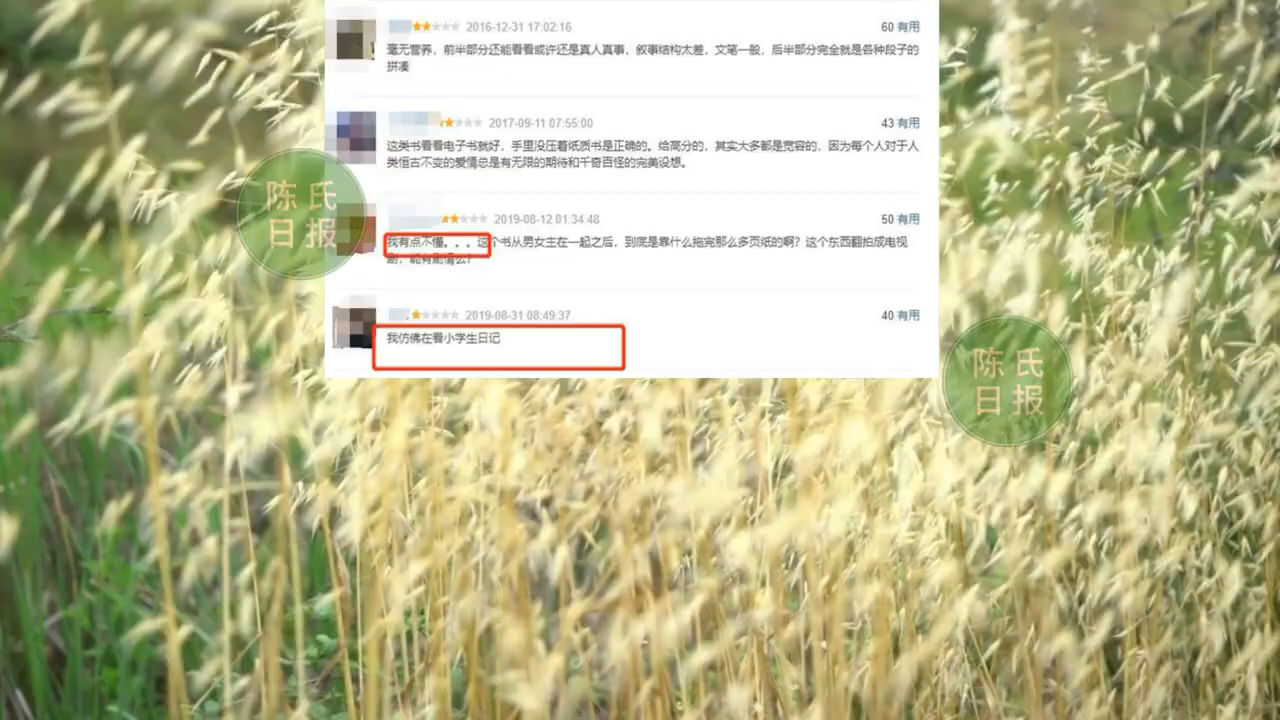 2016-12-31 17:02:16
60 有用
毫无营养，前半部分还能看看或许还是真人真事，叙事结构太差，文笔一般，后半部分完全就是各种段子的
拼凑
2017-09-11 07:55:00
43 有用
这类书看看电子书就好，手里没压着纸质书是正确的。给高分的，其实大多都是宽容的，因为每个人对于人
类恒古不变的爱情总是有无限的期待和千奇百怪的完美设想。
2019-08-12 01:34:48
50 有用
我有点不懂。。。这个书从男女主在一起之后，到底是靠什么拖完那么多页纸的啊？这个东西翻拍成电视
剧，能有剧情么？
2019-08-31 08:49:37
40 有用
我仿佛在看小学生日记
陈氏
日报
陈氏
日报